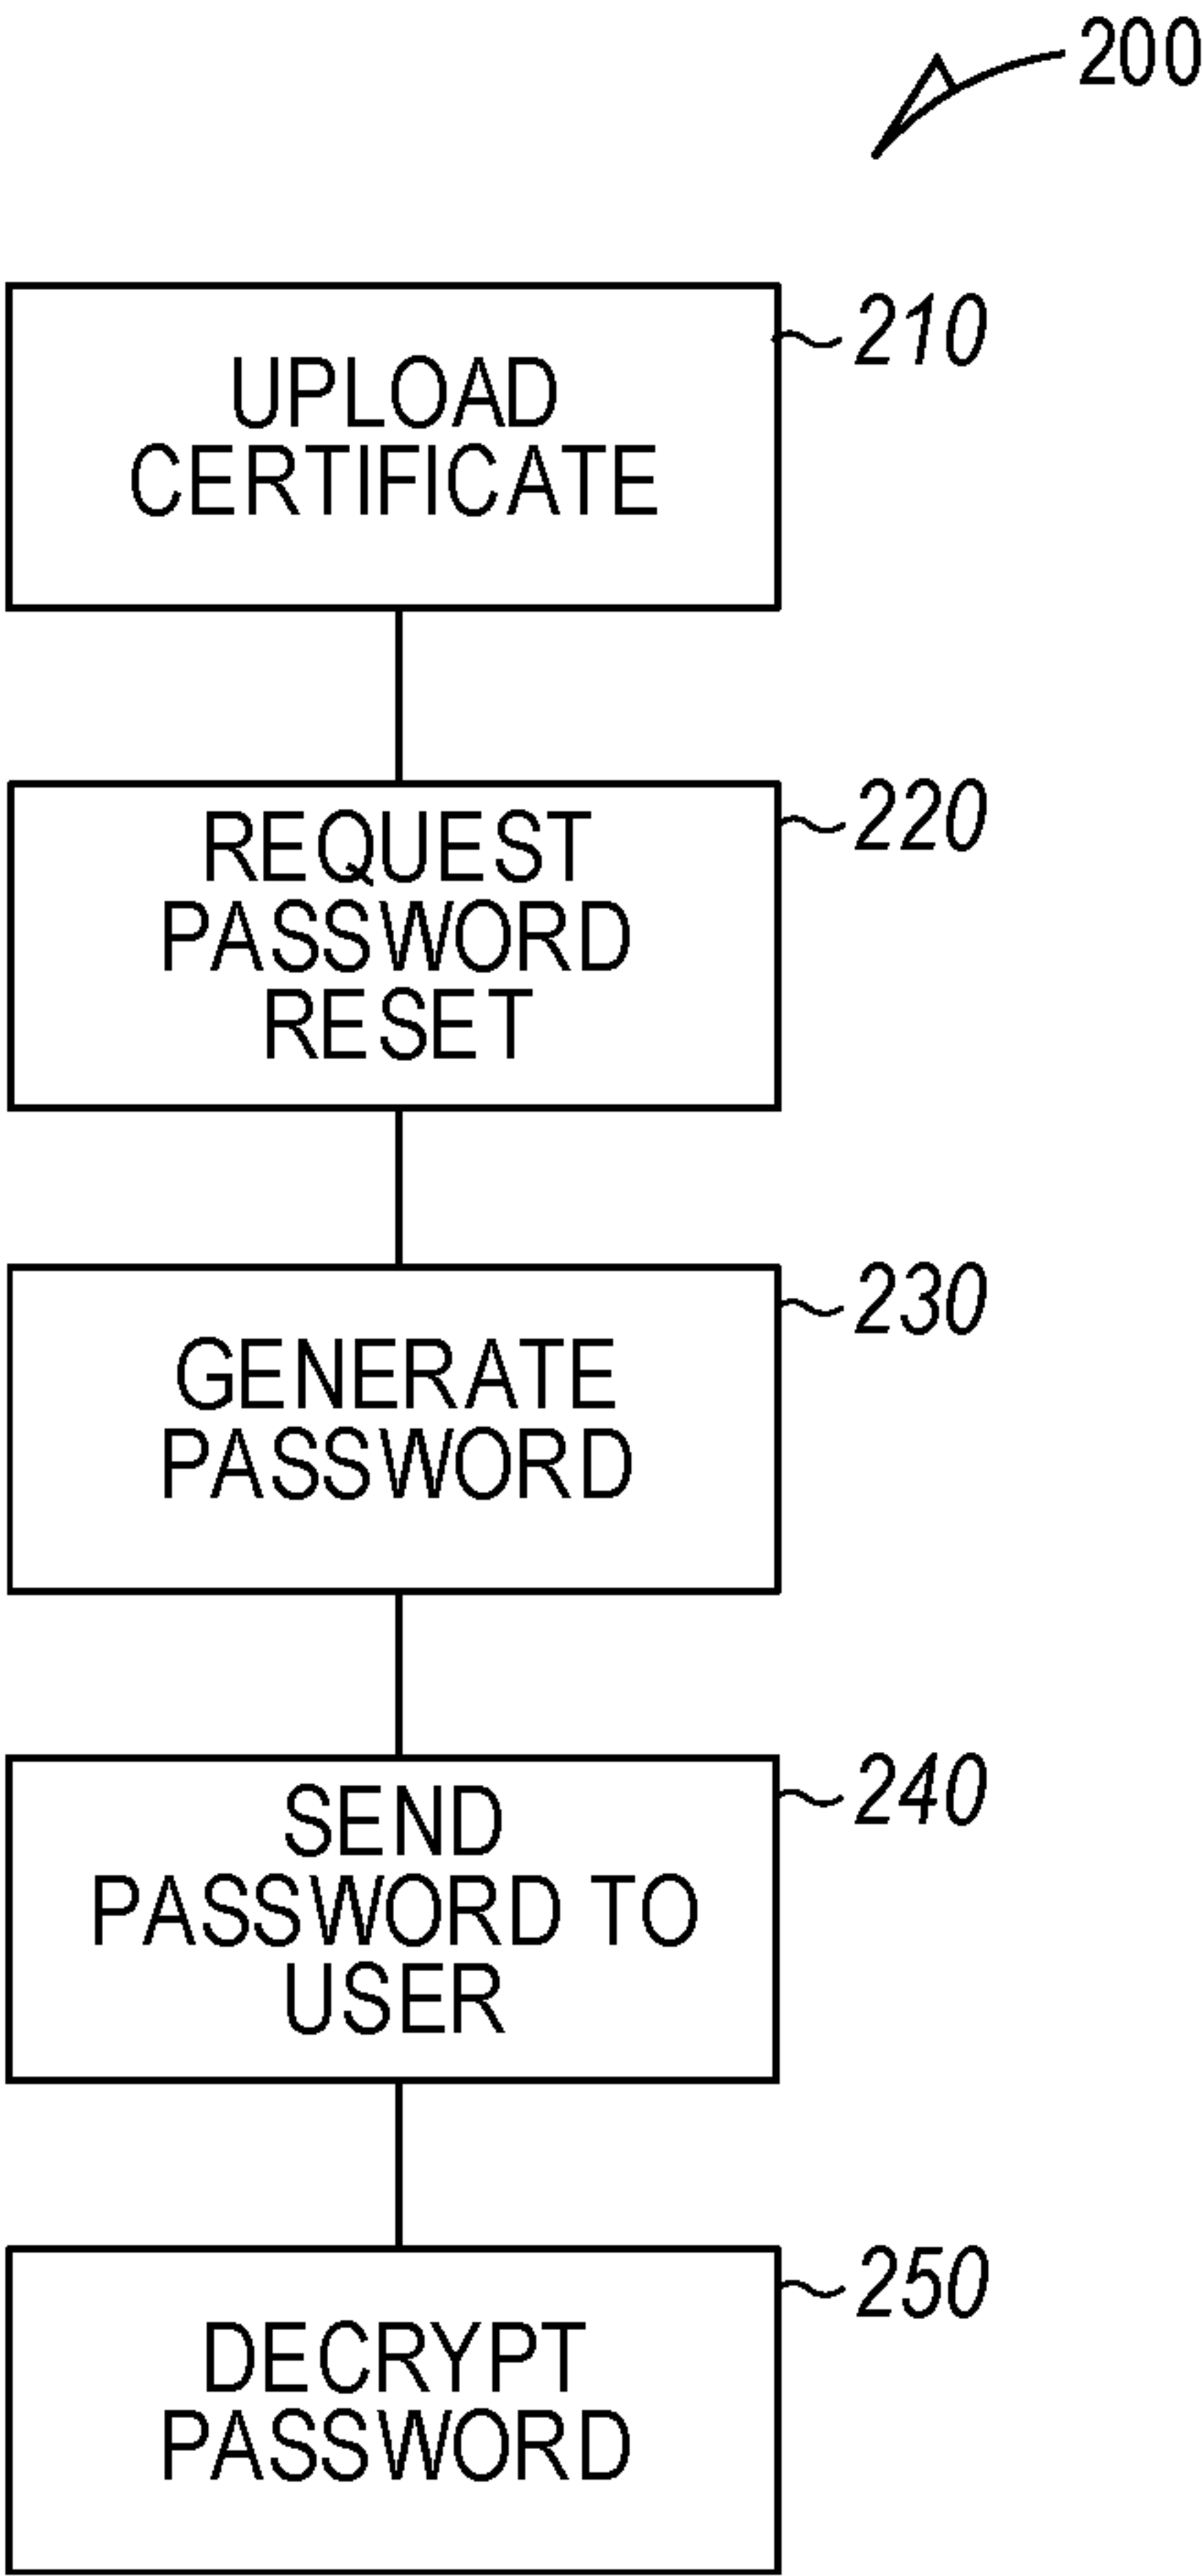 200
UPLOAD
CERTIFICATE
210
REQUEST
PASSWORD
RESET
220
GENERATE
PASSWORD
230
SEND
PASSWORD TO
USER
240
DECRYPT
PASSWORD
250